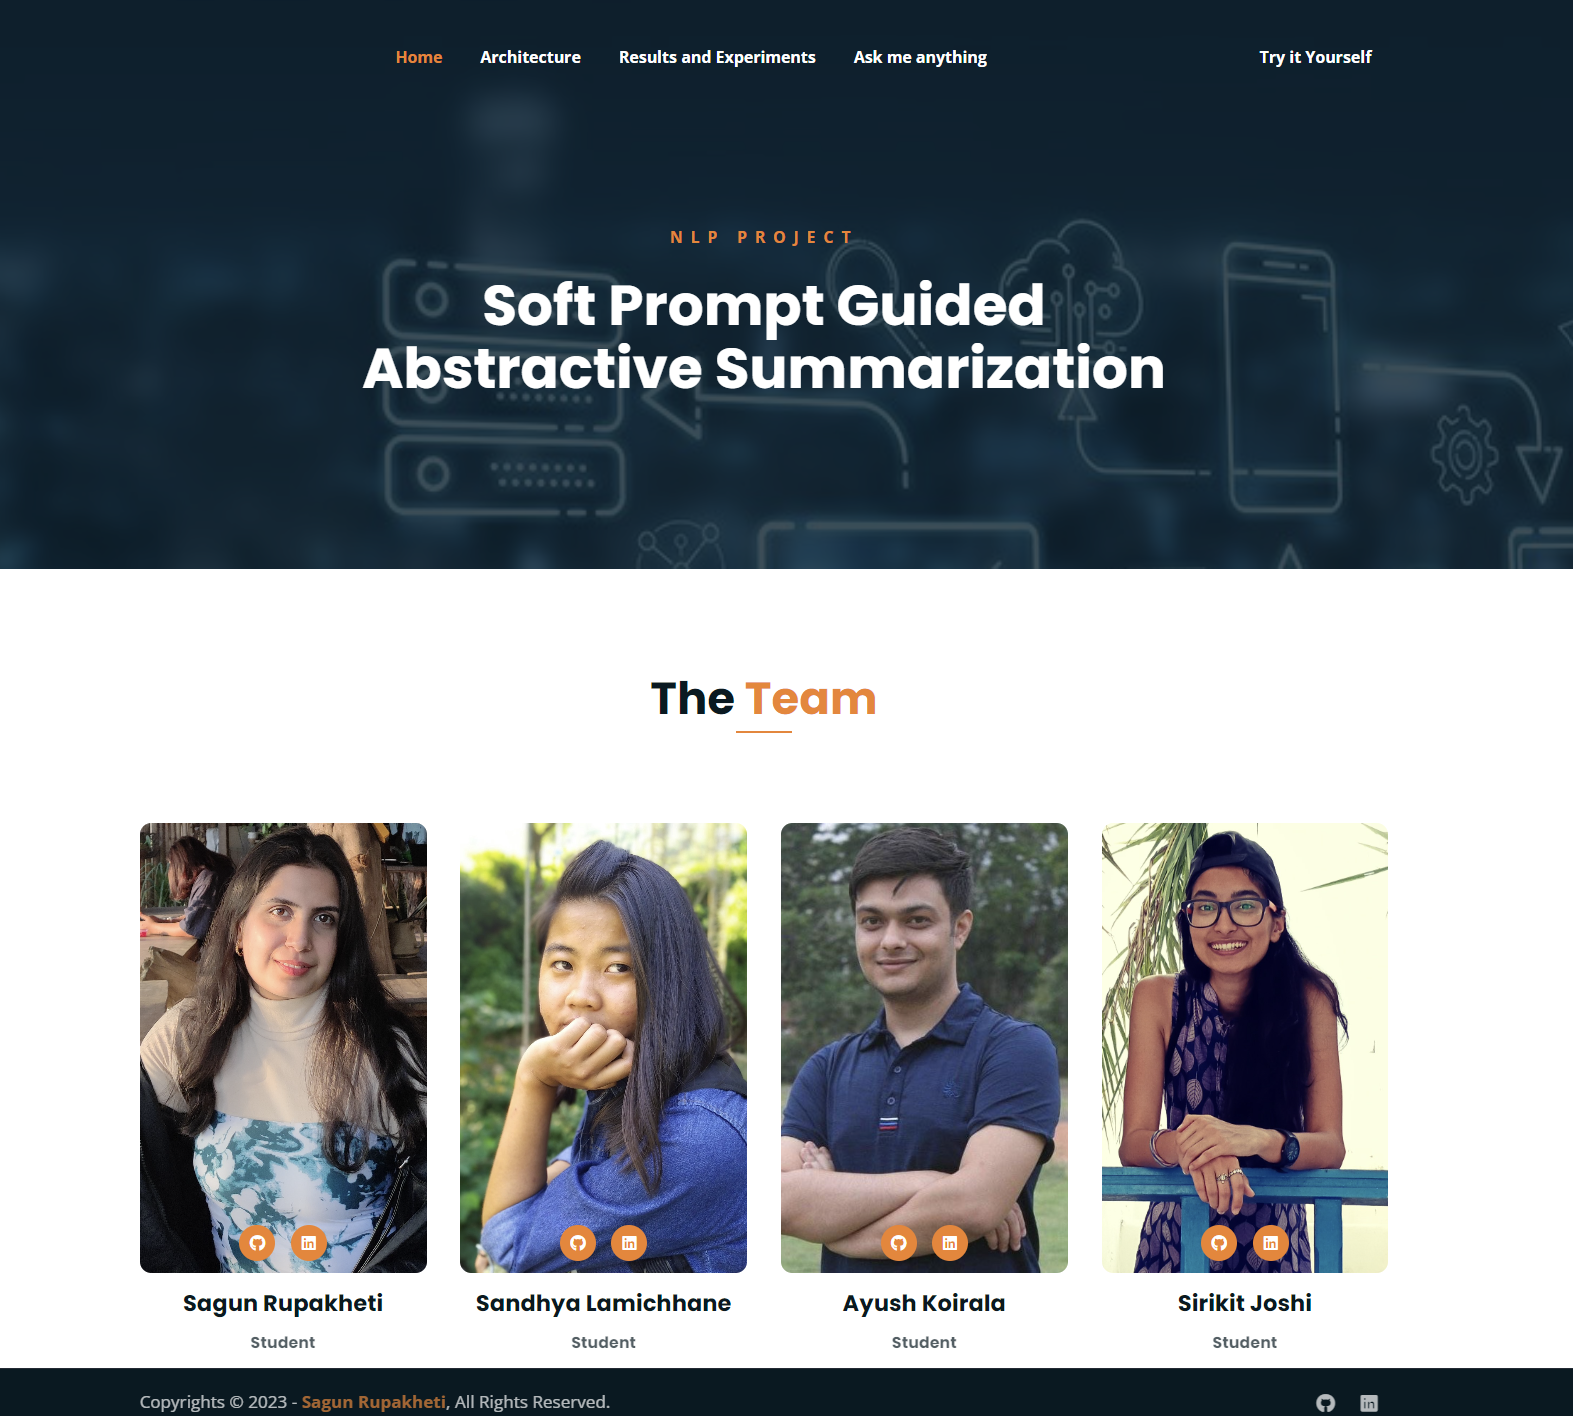 Home Architecture Results and Experiments Ask me anything Try it Yourself
NLP PROJECT
Soft Prompt Guided
Abstractive Summarization
The Team
Sagun Rupakheti Sandhya Lamichhane Ayush Koirala Sirikit Joshi
Student Student Student Student
Copyrights © 2023 - Sagun Rupakheti, All Rights Reserved.